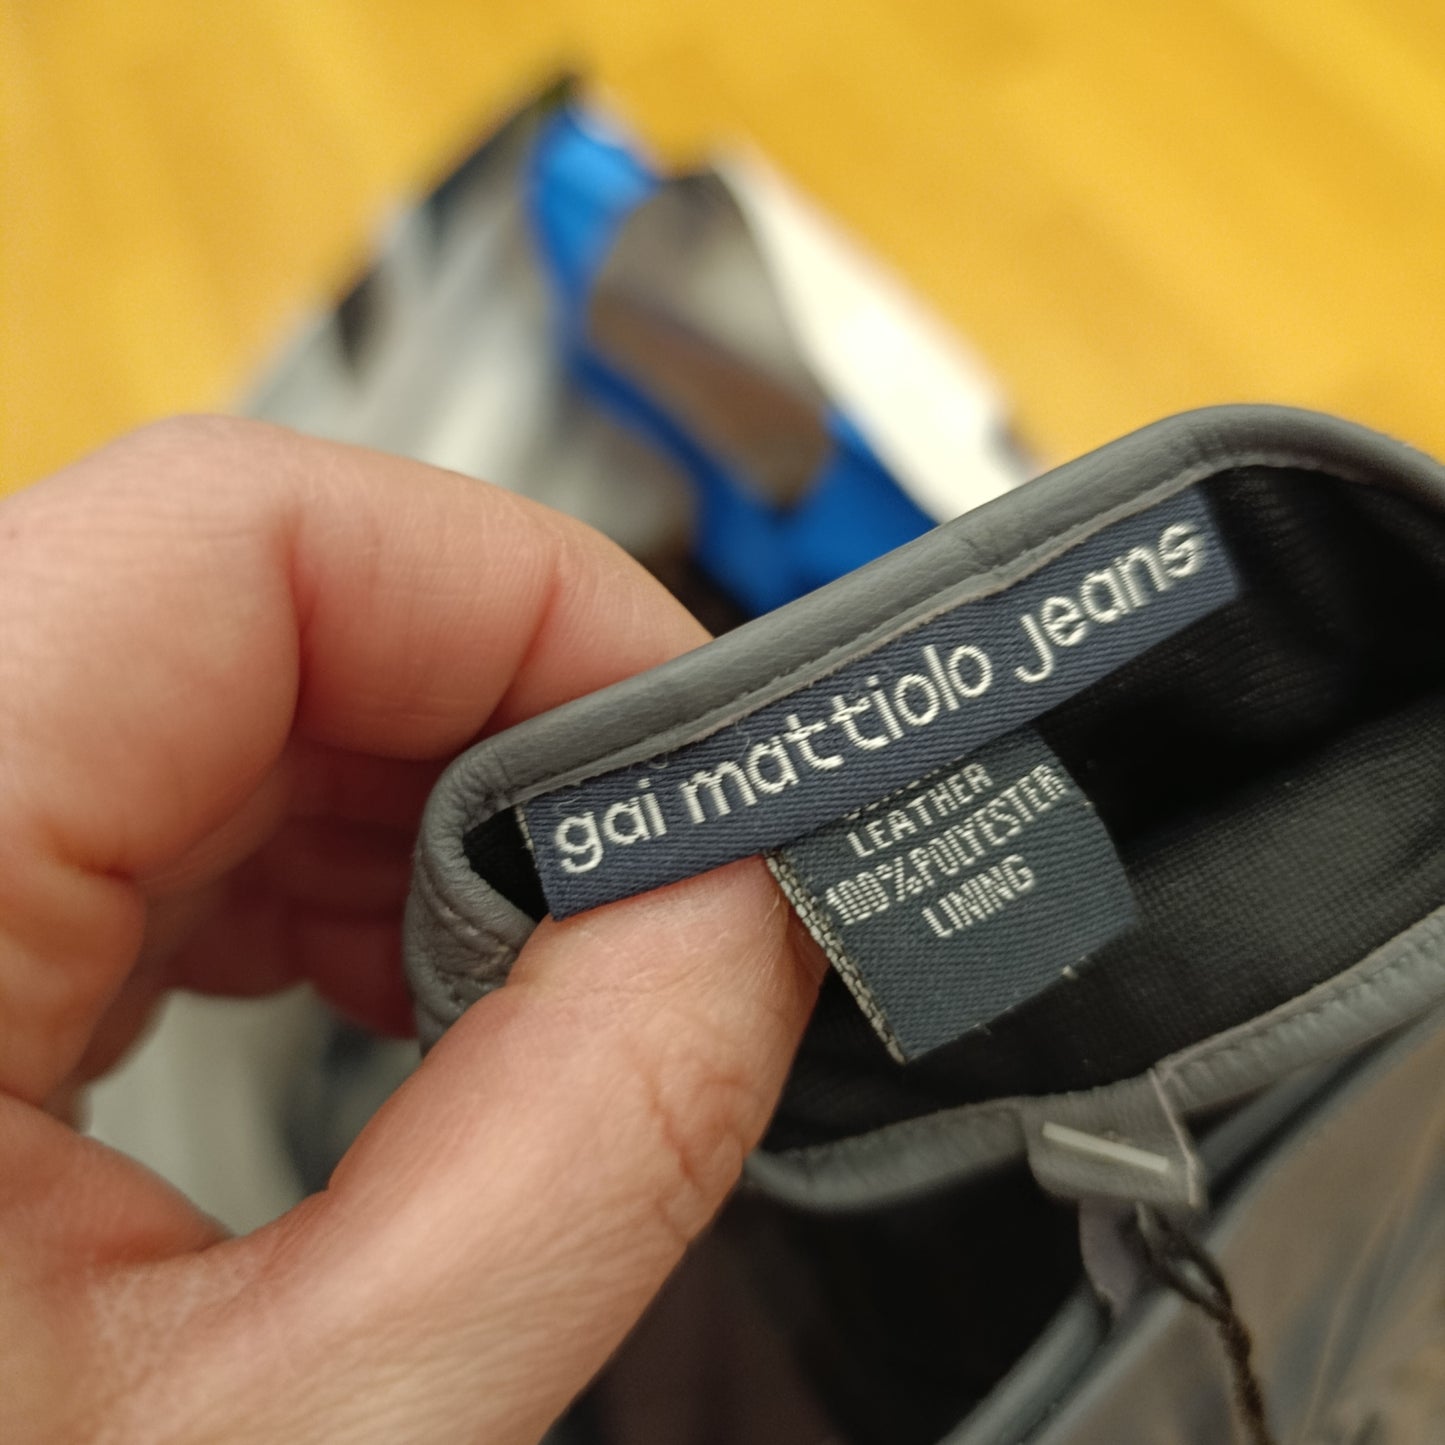 gai mattiolo jeans
LEATHER
100%POLYESTER
LINING